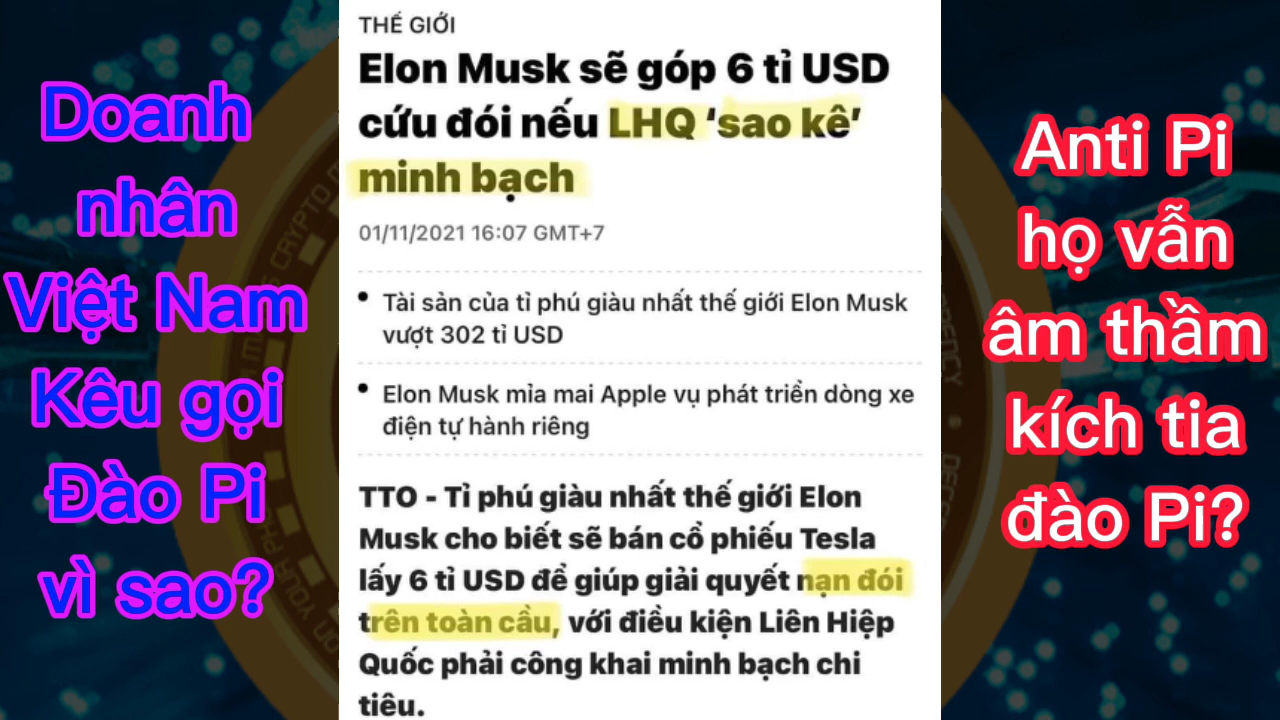 Doanh
nhân
Việt Nam
Kêu gọi
Đào Pi
vì sao?
THẾ GIỚI
Elon Musk sẽ góp 6 tỉ USD
cứu đói nếu LHQ ‘sao kê’
minh bạch
01/11/2021 16:07 GMT+7
• Tài sản của tỉ phú giàu nhất thế giới Elon Musk
vượt 302 tỉ USD
• Elon Musk mỉa mai Apple vụ phát triển dòng xe
điện tự hành riêng
TTO - Tỉ phú giàu nhất thế giới Elon
Musk cho biết sẽ bán cổ phiếu Tesla
lấy 6 tỉ USD để giúp giải quyết nạn đói
trên toàn cầu, với điều kiện Liên Hiệp
Quốc phải công khai minh bạch chi
tiêu.
Anti Pi
họ vẫn
âm thầm
kích tia
đào Pi?
CRYPTO
YOUR PH
DECE